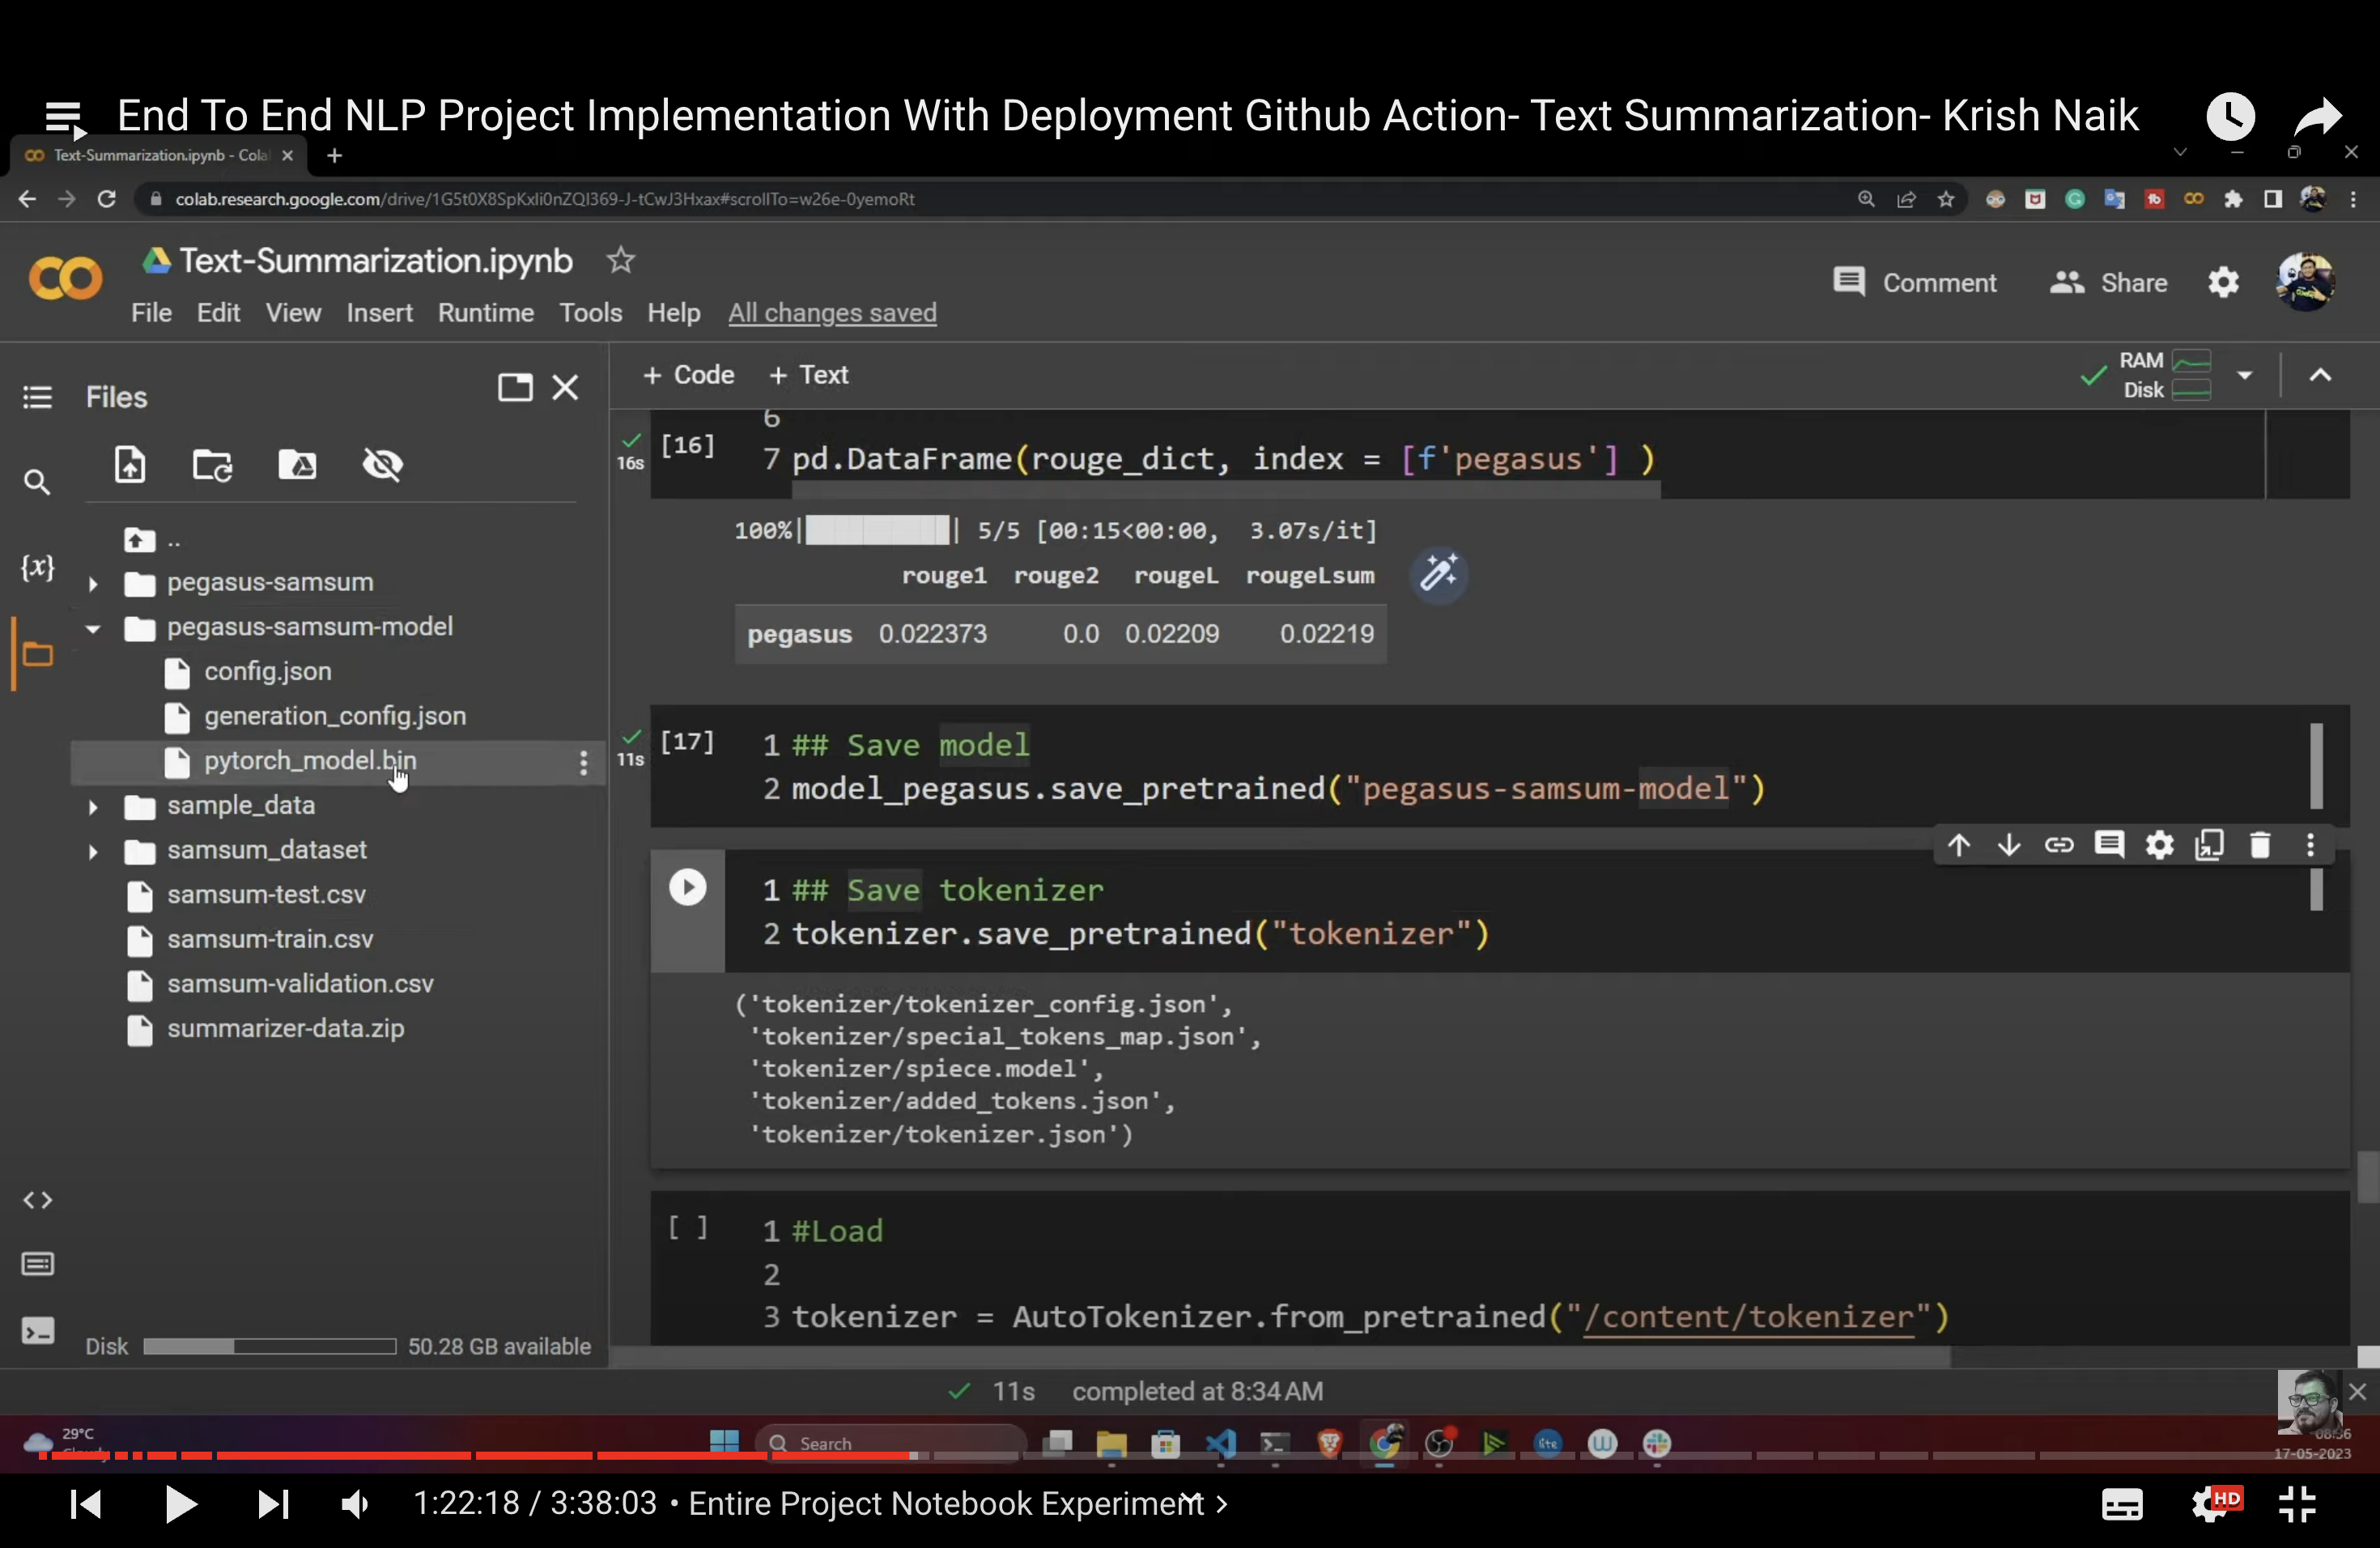 End To End NLP Project Implementation With Deployment Github Action- Text Summarization- Krish Naik
Text-Summarization.ipynb - Cola
colab.research.google.com/drive/1G5t0X8SpKxli0nZQI369-J-tCwJ3Hxax#scrollTo=w26e-0yemoRt
Text-Summarization.ipynb
Comment
Share
File Edit View Insert Runtime Tools Help All changes saved
Files
+ Code + Text
RAM
Disk
..
pegasus-samsum
pegasus-samsum-model
config.json
generation_config.json
pytorch_model.bin
sample_data
samsum_dataset
samsum-test.csv
samsum-train.csv
samsum-validation.csv
summarizer-data.zip
Disk 50.28 GB available
6
16s [16] 7 pd.DataFrame(rouge_dict, index = [f'pegasus'] )
100%| | 5/5 [00:15<00:00, 3.07s/it]
rouge1 rouge2 rougeL rougeLsum
pegasus 0.022373 0.0 0.02209 0.02219
[17] 1 ## Save model
11s 2 model_pegasus.save_pretrained("pegasus-samsum-model")
1 ## Save tokenizer
2 tokenizer.save_pretrained("tokenizer")
('tokenizer/tokenizer_config.json',
'tokenizer/special_tokens_map.json',
'tokenizer/spiece.model',
'tokenizer/added_tokens.json',
'tokenizer/tokenizer.json')
[ ] 1 #Load
2
3 tokenizer = AutoTokenizer.from_pretrained("/content/tokenizer")
11s completed at 8:34 AM
29°C
Search
17-05-2023
1:22:18 / 3:38:03 • Entire Project Notebook Experiment >
HD